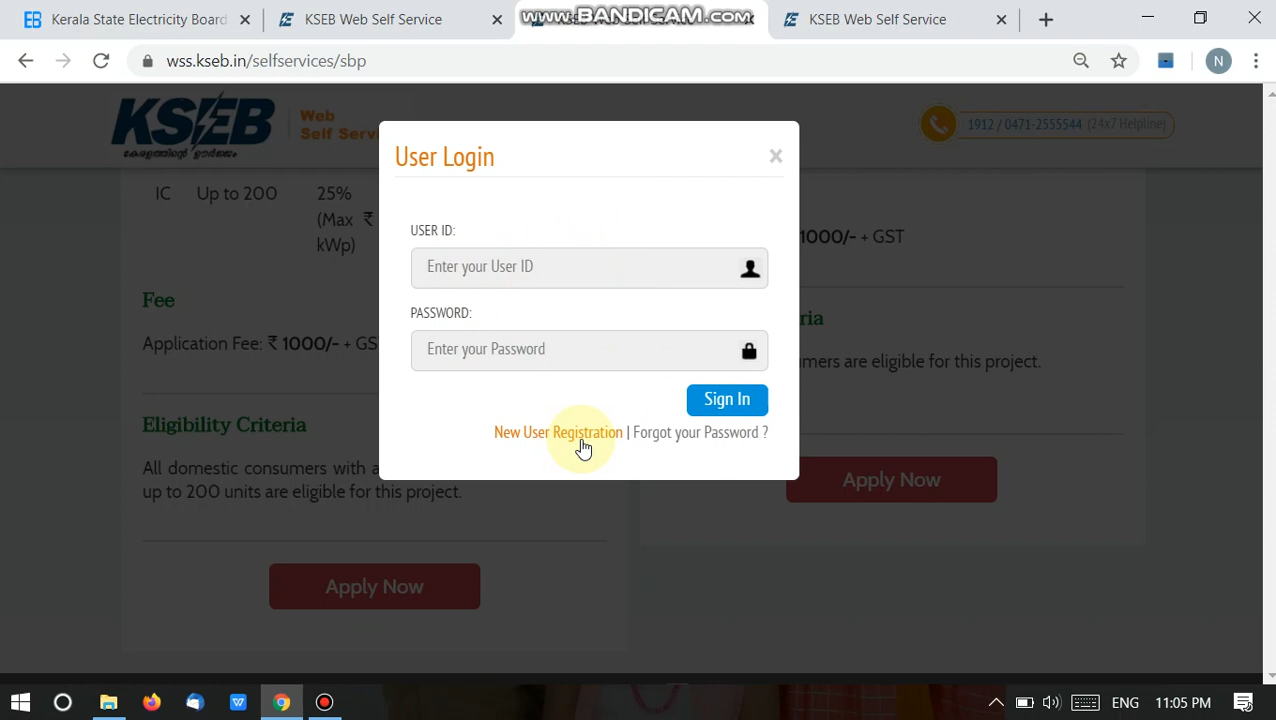 Kerala State Electricity Board
KSEB Web Self Service
www.BANDICAM.com
KSEB Web Self Service
wss.kseb.in/selfservices/sbp
N
KSEB
കേരളത്തിന്റെ ഊർജ്ജം
Web
Self Servi
1912 / 0471-2555544 (24x7 Helpline)
User Login
×
IC Up to 200 25%
(Max ₹
kWp)
USER ID:
Enter your User ID
1000/- + GST
Fee
PASSWORD:
Enter your Password
Application Fee: ₹ 1000/- + GS
ria
umers are eligible for this project.
Sign In
New User Registration | Forgot your Password ?
Eligibility Criteria
All domestic consumers with a
up to 200 units are eligible for this project.
Apply Now
Apply Now
ENG 11:05 PM